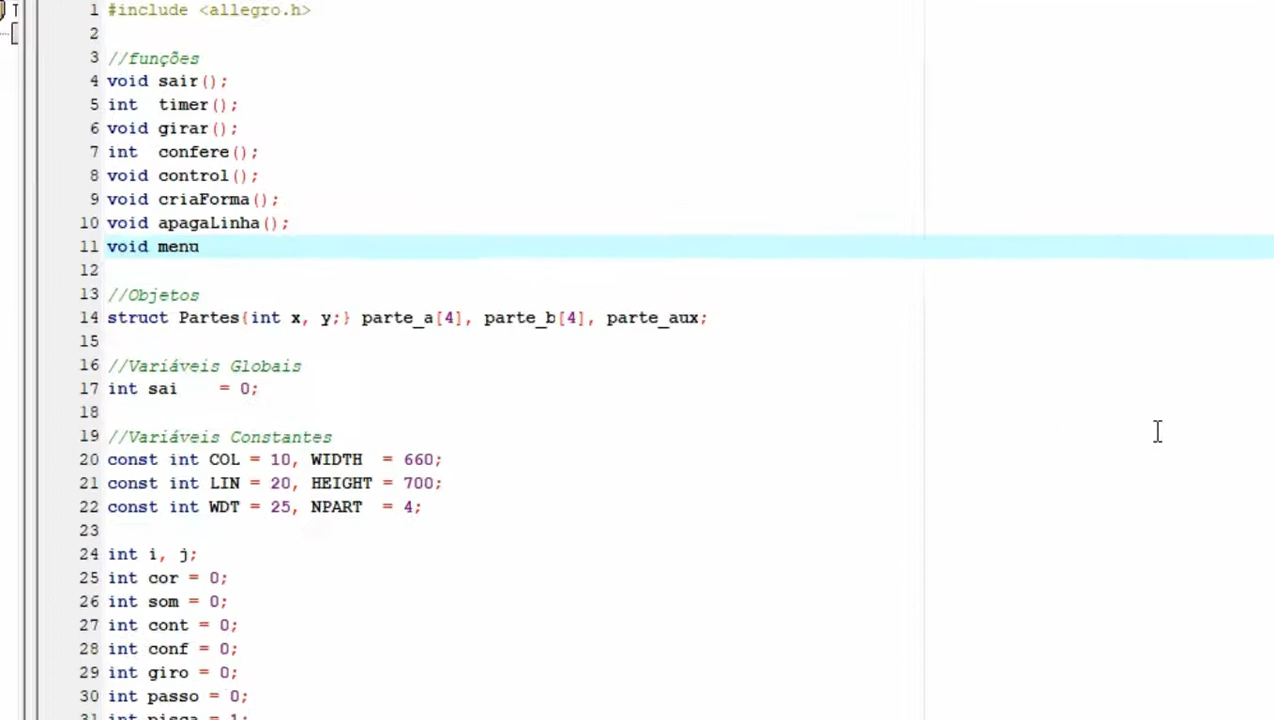 T
1 #include <allegro.h>
2
3 //funções
4 void sair();
5 int  timer();
6 void girar();
7 int  confere();
8 void control();
9 void criaForma();
10 void apagaLinha();
11 void menu
12
13 //Objetos
14 struct Partes{int x, y;} parte_a[4], parte_b[4], parte_aux;
15
16 //Variáveis Globais
17 int sai    = 0;
18
19 //Variáveis Constantes
20 const int COL = 10, WIDTH  = 660;
21 const int LIN = 20, HEIGHT = 700;
22 const int WDT = 25, NPART  = 4;
23
24 int i, j;
25 int cor = 0;
26 int som = 0;
27 int cont = 0;
28 int conf = 0;
29 int giro = 0;
30 int passo = 0;
31 int pisca = 1;